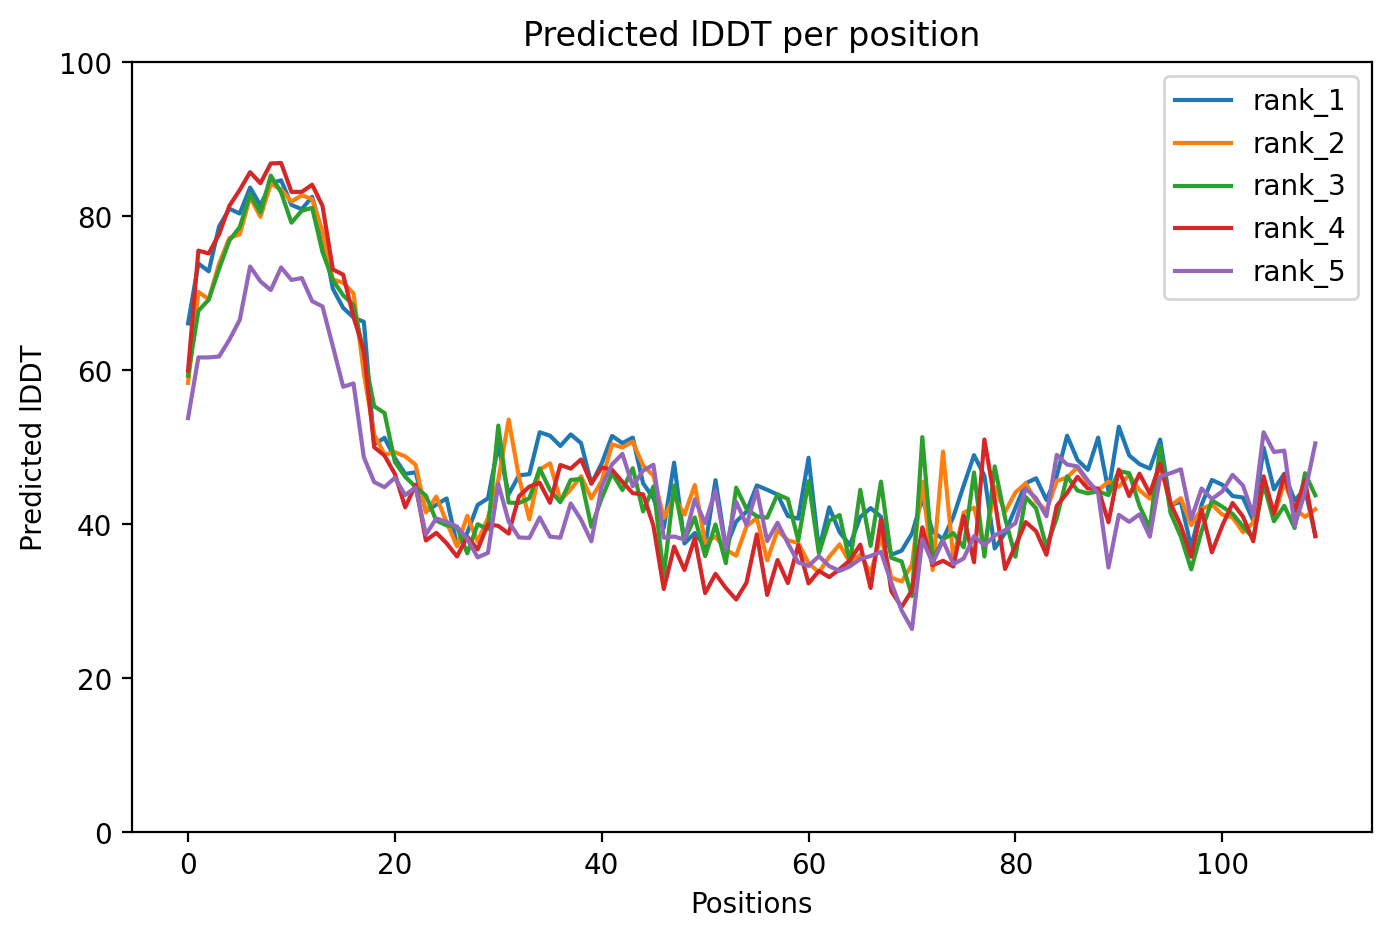 Predicted lDDT per position
100
80
60
40
20
0
Predicted lDDT
0 20 40 60 80 100
Positions
rank_1
rank_2
rank_3
rank_4
rank_5